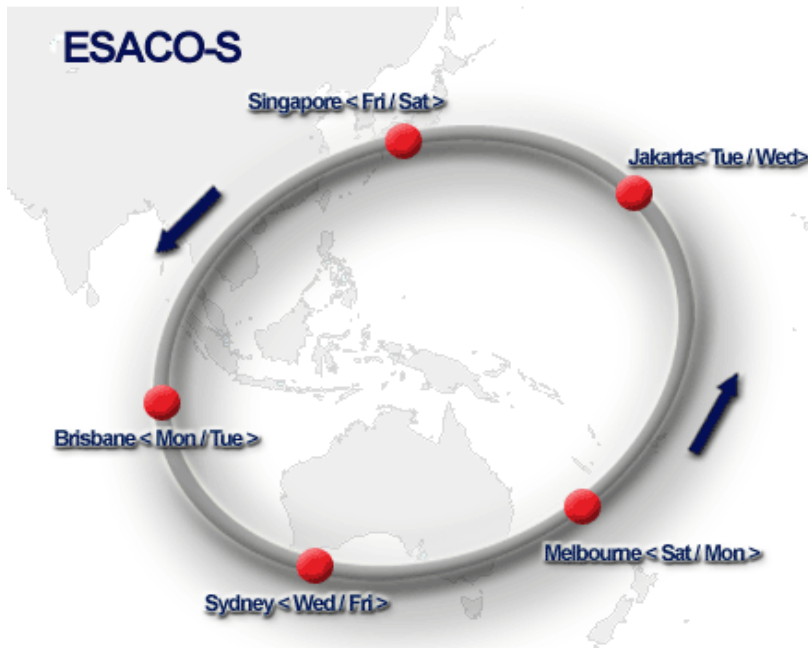 ESACO-S
Singapore < Fri / Sat >
Jakarta< Tue / Wed>
Brisbane < Mon / Tue >
Melbourne < Sat / Mon >
Sydney < Wed / Fri >